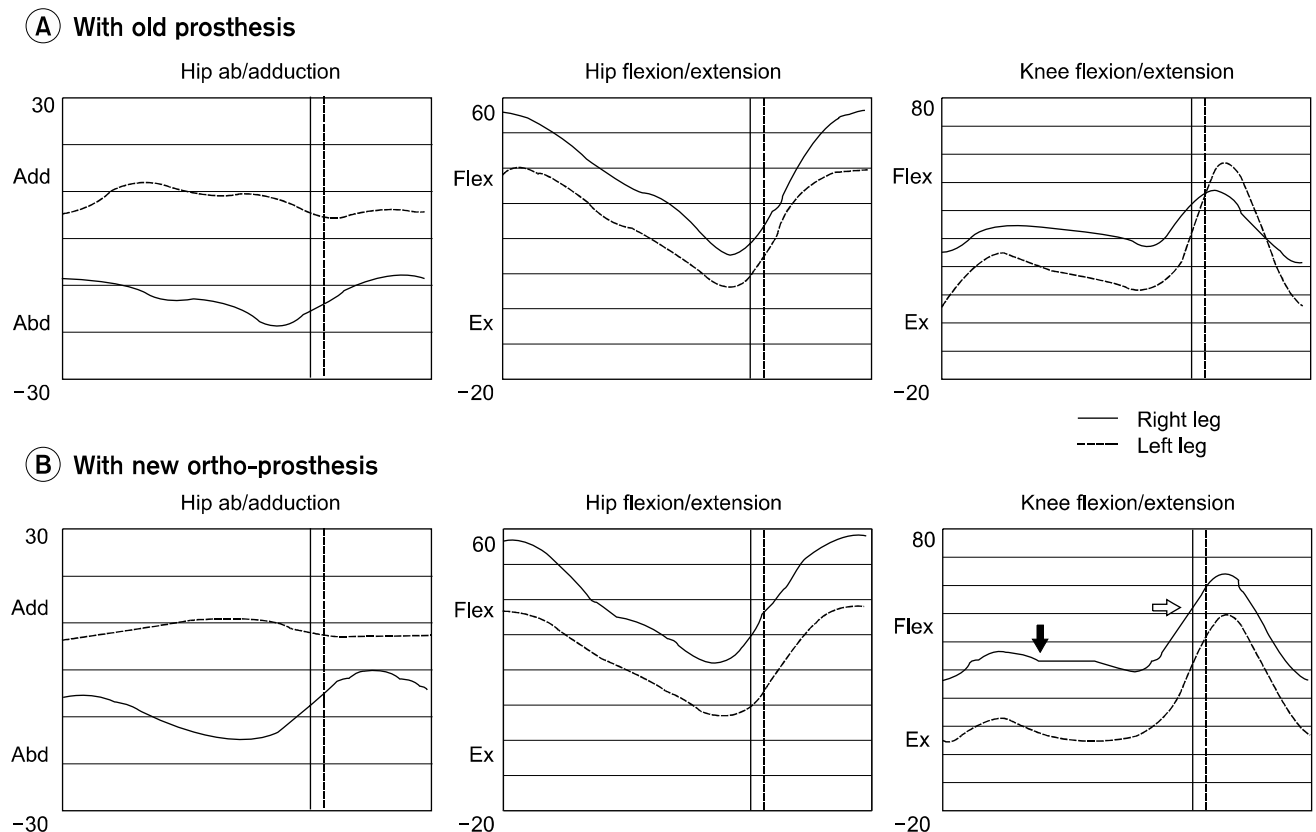 A With old prosthesis
Hip ab/adduction
30
Add
Abd
−30
Hip flexion/extension
60
Flex
Ex
−20
Knee flexion/extension
80
Flex
Ex
−20
Right leg
Left leg
B With new ortho-prosthesis
Hip ab/adduction
30
Add
Abd
−30
Hip flexion/extension
60
Flex
Ex
−20
Knee flexion/extension
80
Flex
Ex
−20